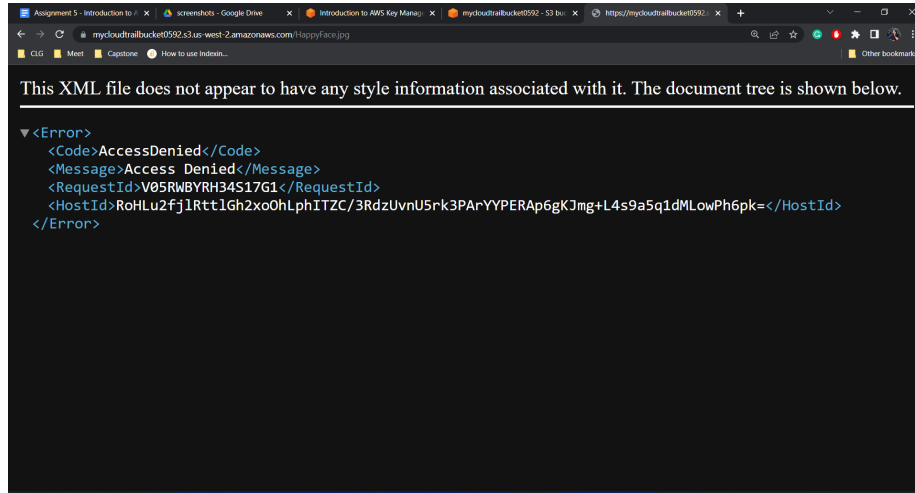 Assignment 5 - Introduction to A
screenshots - Google Drive
Introduction to AWS Key Manag
mycloudtrailbucket0592 - S3 buc
https://mycloudtrailbucket0592.s
mycloudtrailbucket0592.s3.us-west-2.amazonaws.com/HappyFace.jpg
CLG
Meet
Capstone
How to use Indexin...
Other bookmark
This XML file does not appear to have any style information associated with it. The document tree is shown below.
<Error>
<Code>AccessDenied</Code>
<Message>Access Denied</Message>
<RequestId>V05RWBYRH34S17G1</RequestId>
<HostId>RoHLu2fjlRttlGh2xoOhLphITZC/3RdzUvnU5rk3PArYYPERAp6gKJmg+L4s9a5q1dMLowPh6pk=</HostId>
</Error>